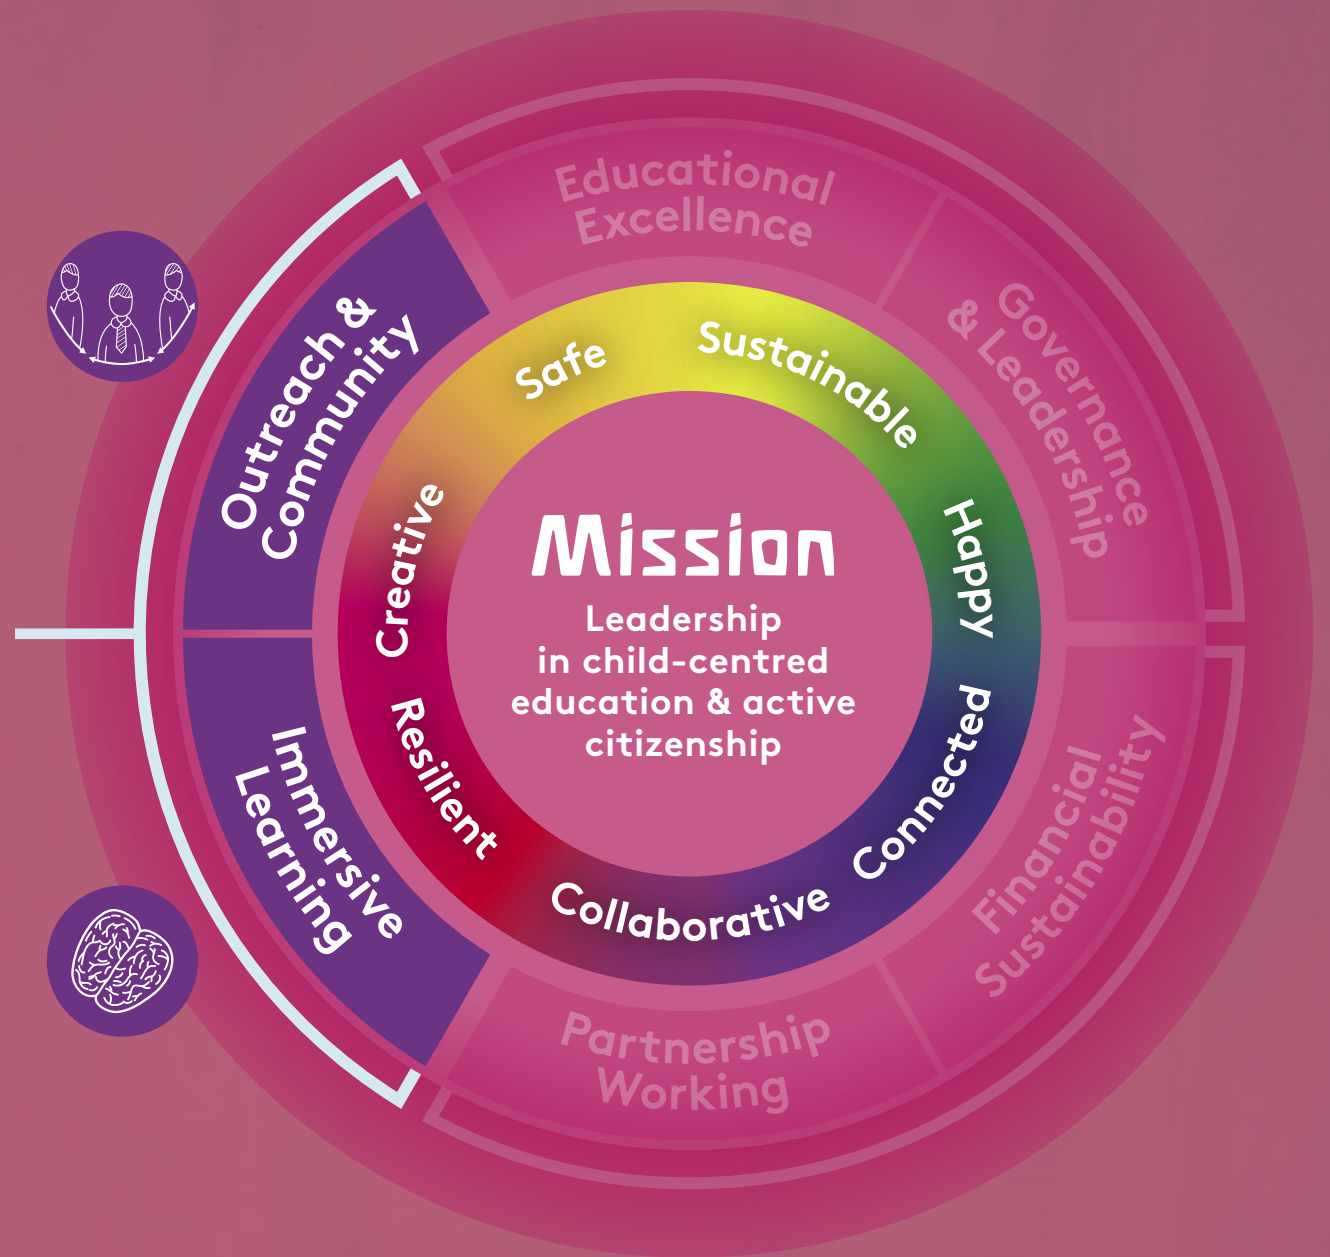 Educational
Excellence
Governance
& Leadership
Financial
Sustainability
Partnership
Working
Immersive
Learning
Outreach &
Community
Safe
Sustainable
Happy
Connected
Collaborative
Resilient
Creative
Mission
Leadership
in child-centred
education & active
citizenship